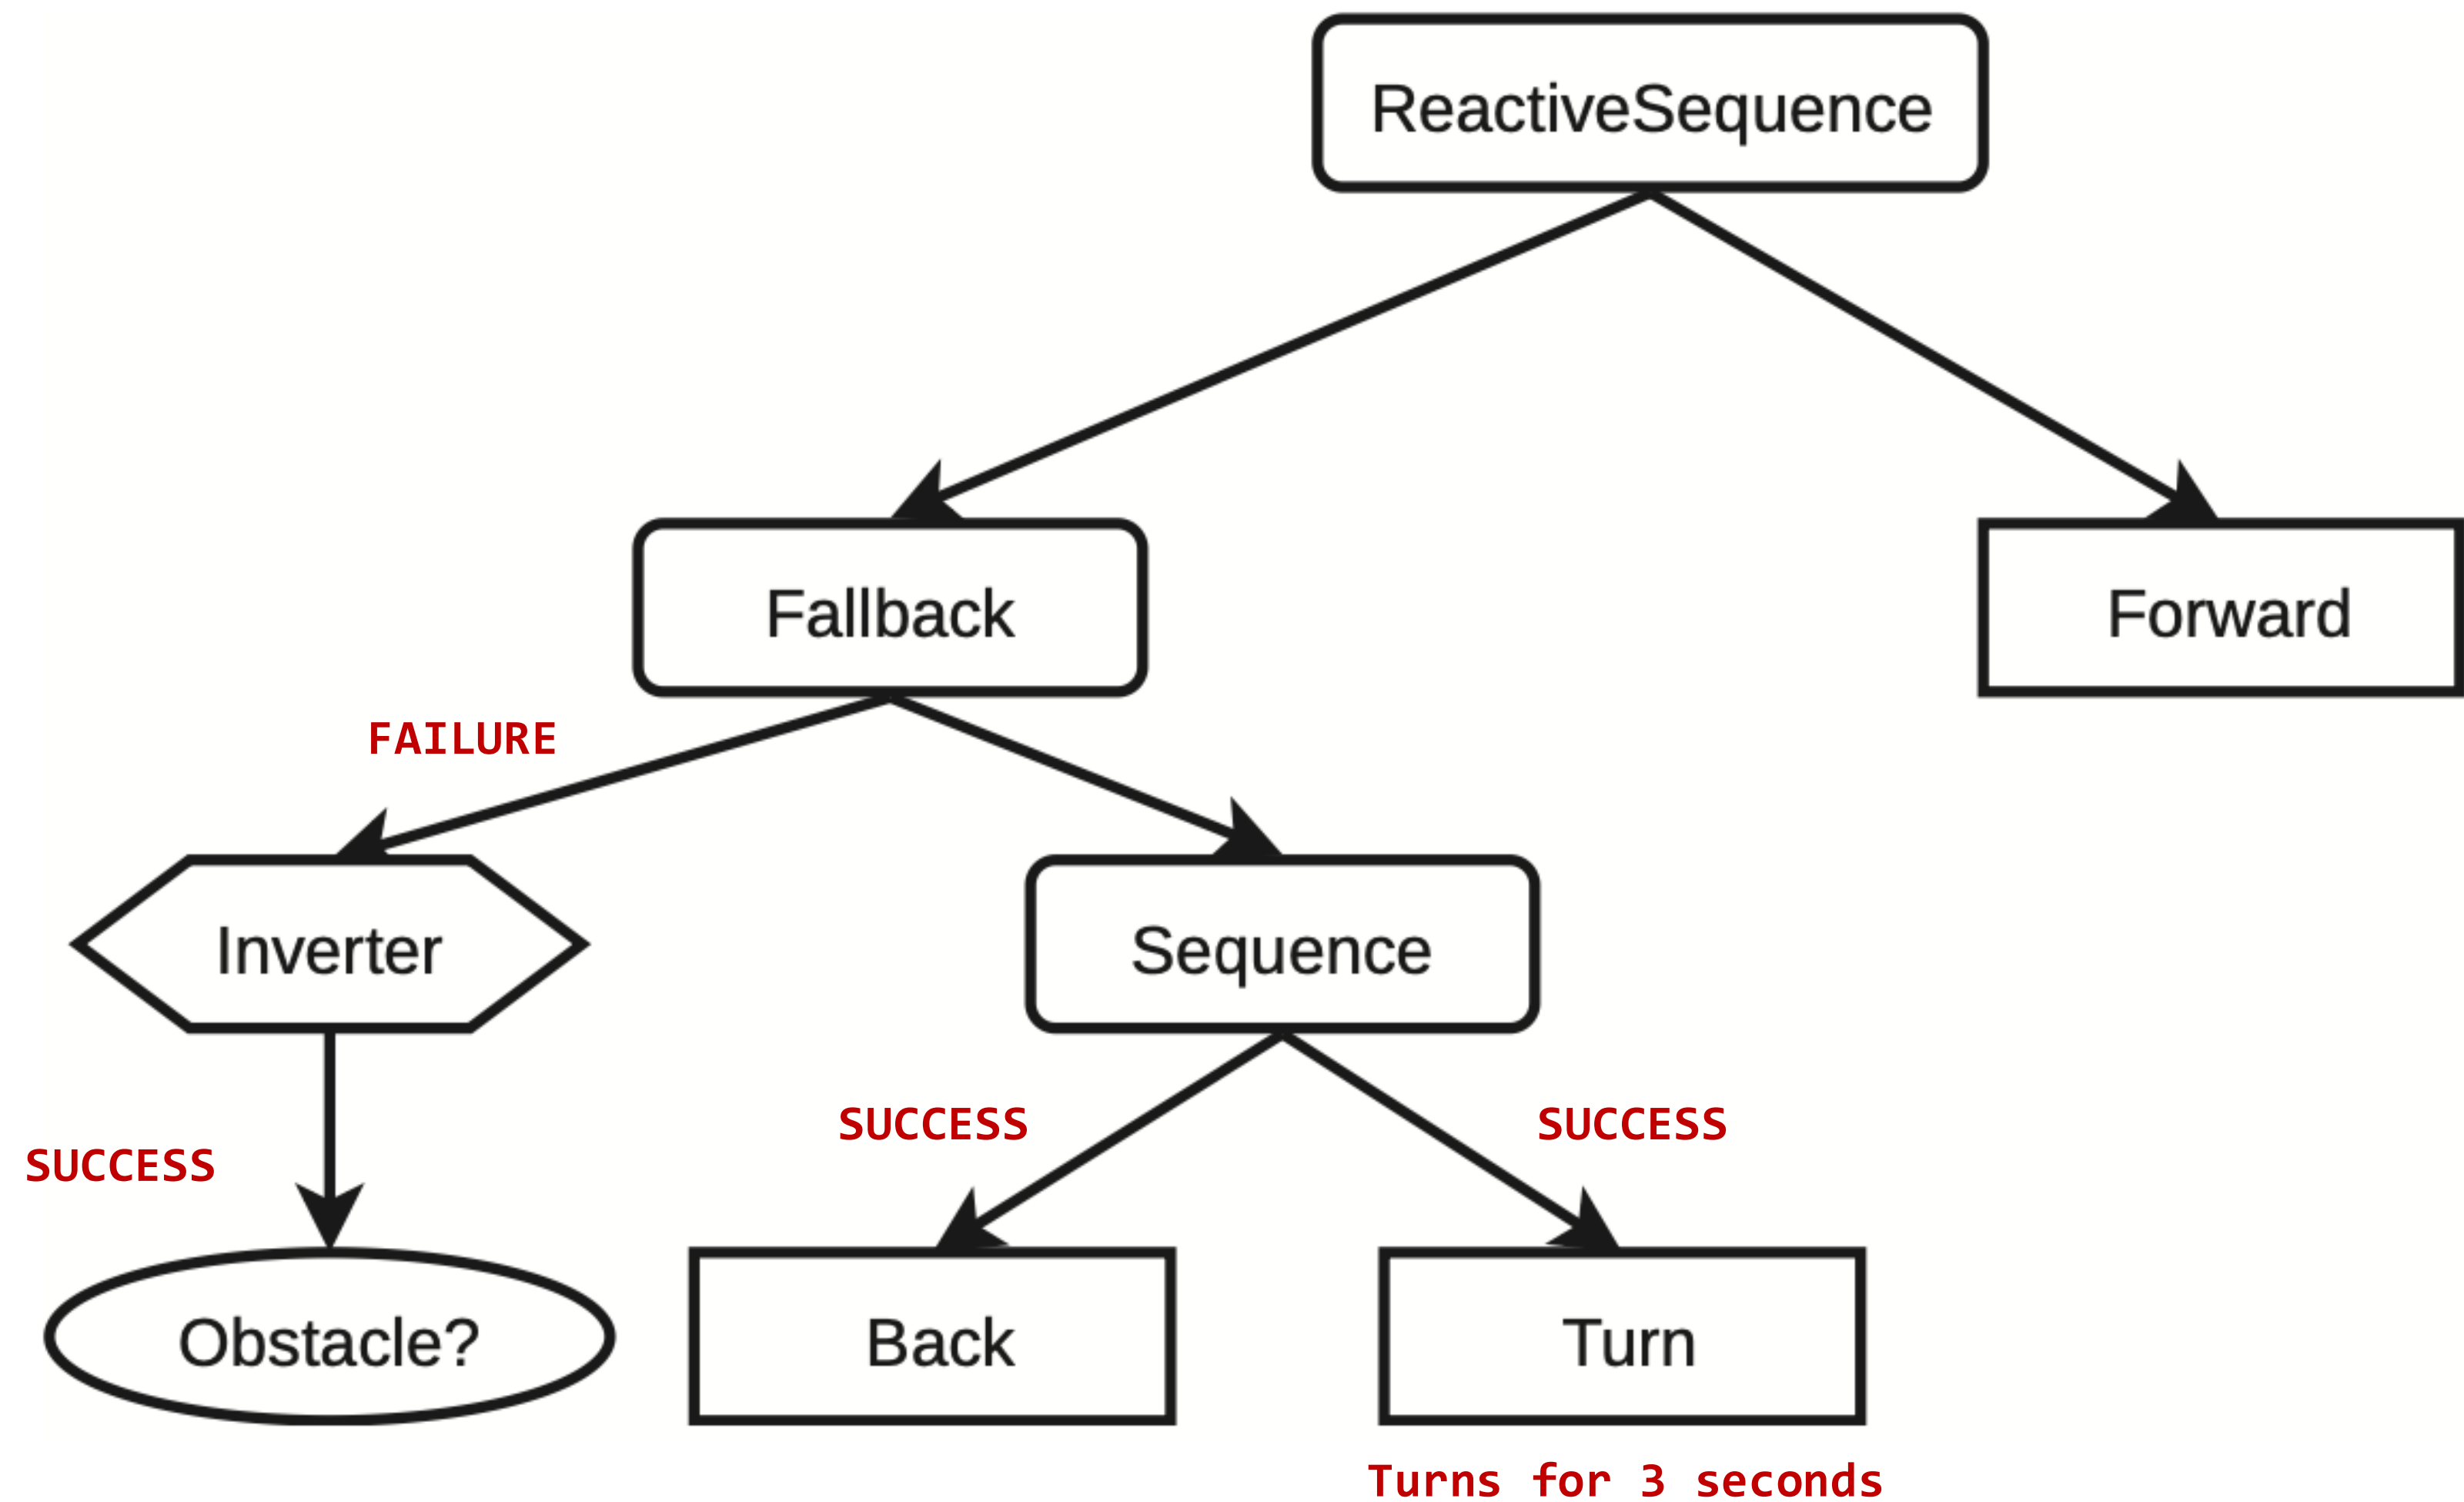 ReactiveSequence
Fallback
Forward
FAILURE
Inverter
Sequence
SUCCESS
SUCCESS
SUCCESS
Obstacle?
Back
Turn
Turns for 3 seconds